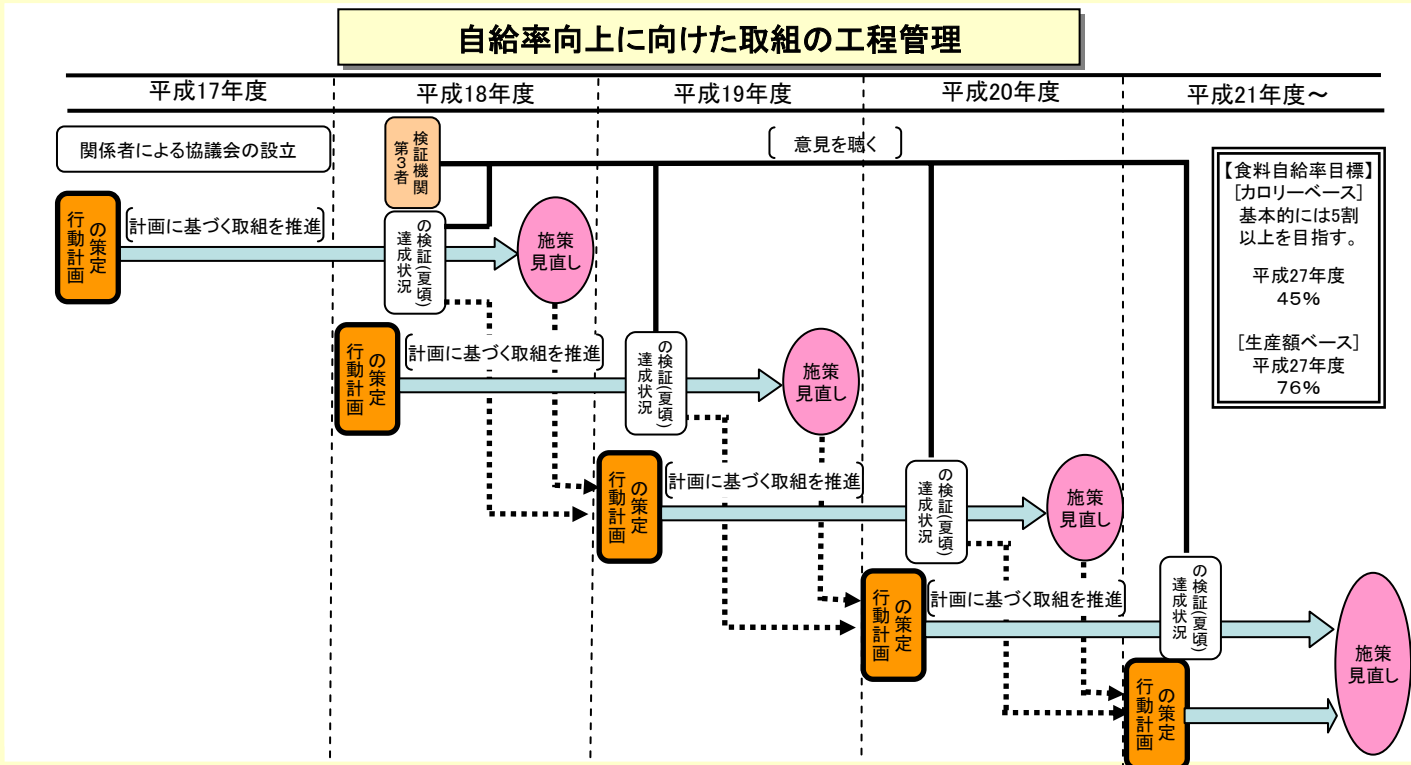 自給率向上に向けた取組の工程管理
平成17年度
平成18年度
平成19年度
平成20年度
平成21年度～
関係者による協議会の設立
第3者
検証機関
意見を聴く
【食料自給率目標】
[カロリーベース]
基本的には5割
以上を目指す。
平成27年度
45%
[生産額ベース]
平成27年度
76%
行動計画
の策定
計画に基づく取組を推進
達成状況
の検証(夏頃)
施策
見直し
行動計画
の策定
計画に基づく取組を推進
達成状況
の検証(夏頃)
施策
見直し
行動計画
の策定
計画に基づく取組を推進
達成状況
の検証(夏頃)
施策
見直し
行動計画
の策定
計画に基づく取組を推進
達成状況
の検証(夏頃)
施策
見直し
行動計画
の策定